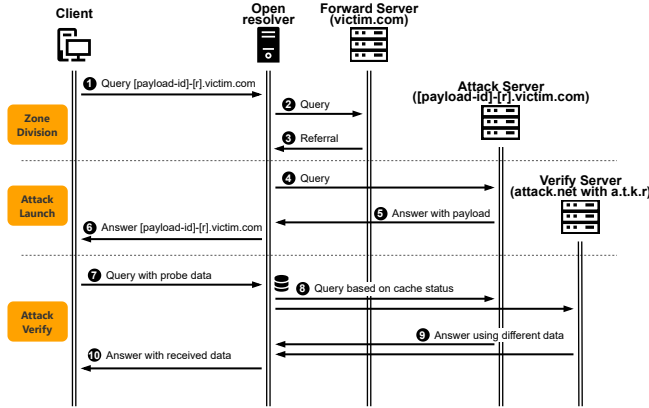 Client
Open
resolver
Forward Server
(victim.com)
1 Query [payload-id]-[r].victim.com
Attack Server
([payload-id]-[r].victim.com)
Zone
Division
2 Query
3 Referral
4 Query
Verify Server
(attack.net with a.t.k.r)
Attack
Launch
5 Answer with payload
6 Answer [payload-id]-[r].victim.com
7 Query with probe data
8 Query based on cache status
Attack
Verify
9 Answer using different data
10 Answer with received data